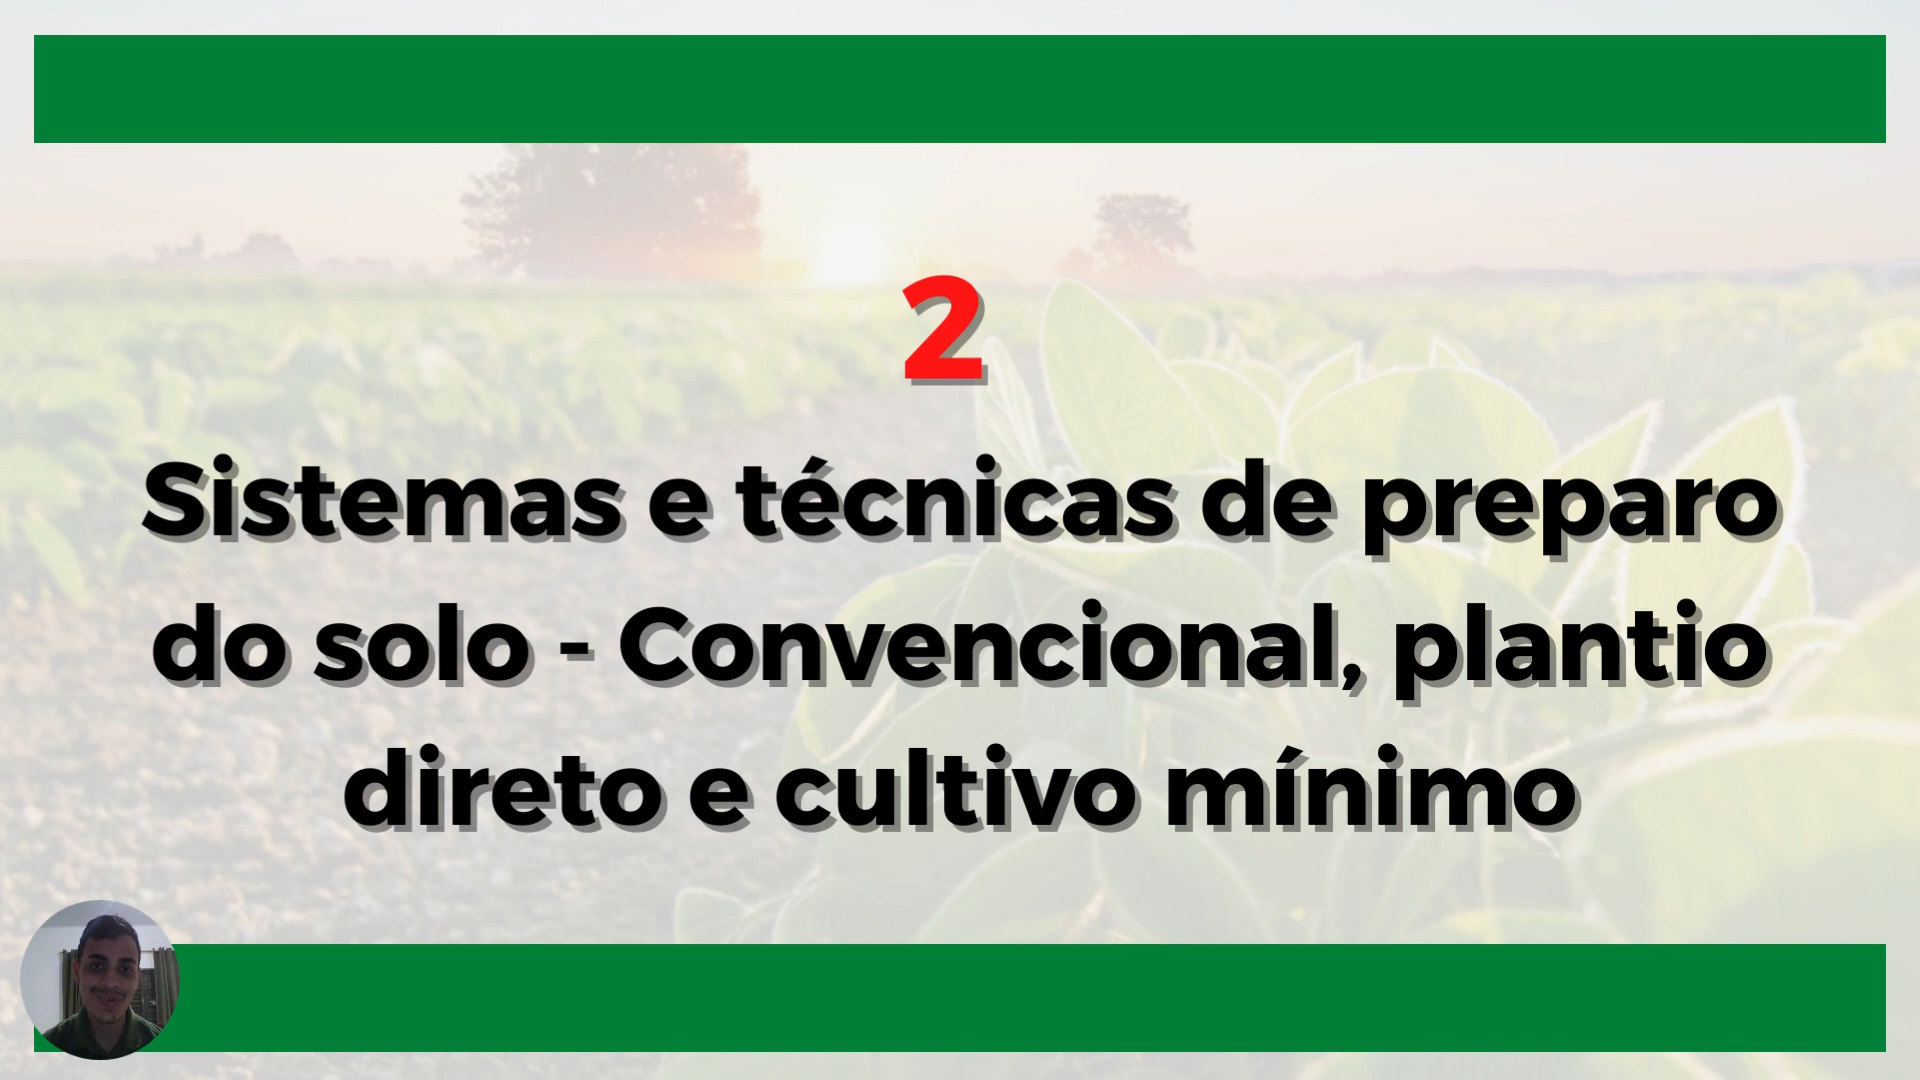 2
Sistemas e técnicas de preparo
do solo - Convencional, plantio
direto e cultivo mínimo